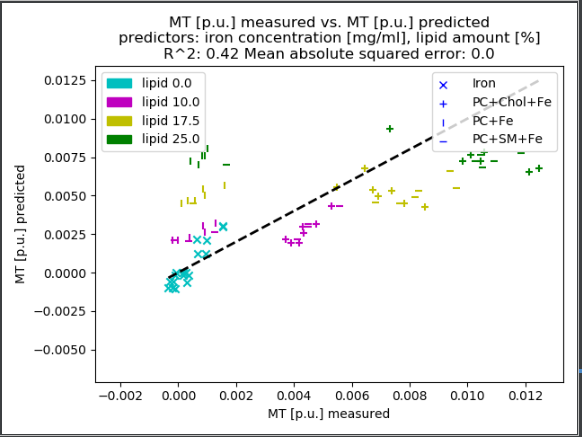 MT [p.u.] measured vs. MT [p.u.] predicted
predictors: iron concentration [mg/ml], lipid amount [%]
R^2: 0.42 Mean absolute squared error: 0.0
lipid 0.0
lipid 10.0
lipid 17.5
lipid 25.0
Iron
PC+Chol+Fe
PC+Fe
PC+SM+Fe
MT [p.u.] predicted
0.0125
0.0100
0.0075
0.0050
0.0025
0.0000
−0.0025
−0.0050
−0.002
0.000
0.002
0.004
0.006
0.008
0.010
0.012
MT [p.u.] measured